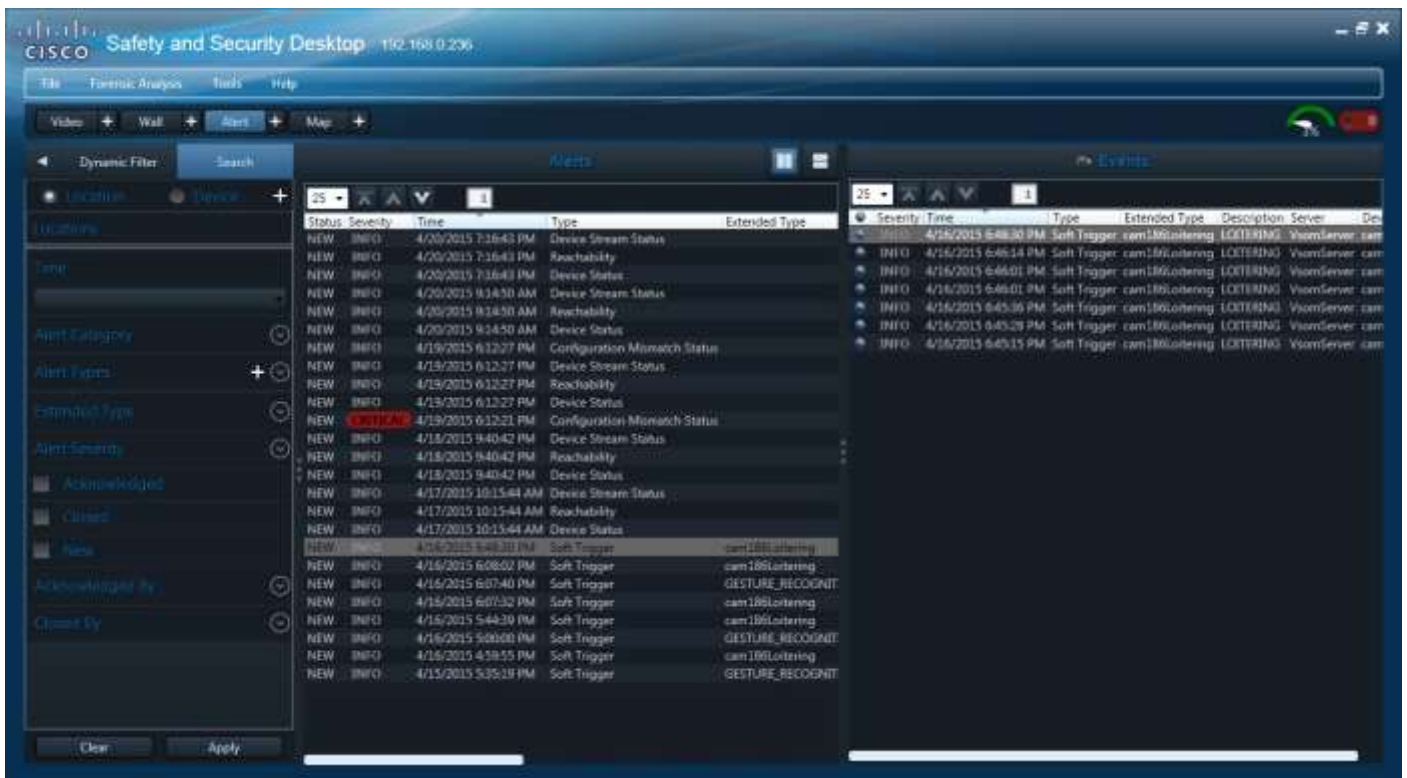 CISCO Safety and Security Desktop 192.168.0.236
File Forensic Analysis Tools Help
Video + Wall + Alert + Map +
3%
Dynamic Filter Search
Location Device +
Locations
Time
Alert Category
Alert Types +
Extended Type
Alert Severity
Acknowledged
Closed
New
Acknowledged By
Closed By
Clear Apply
Alerts
25 1
Status Severity Time Type Extended Type
NEW INFO 4/20/2015 7:16:43 PM Device Stream Status
NEW INFO 4/20/2015 7:16:43 PM Reachability
NEW INFO 4/20/2015 7:16:43 PM Device Status
NEW INFO 4/20/2015 9:14:50 AM Device Stream Status
NEW INFO 4/20/2015 9:14:50 AM Reachability
NEW INFO 4/20/2015 9:14:50 AM Device Status
NEW INFO 4/19/2015 6:12:27 PM Configuration Mismatch Status
NEW INFO 4/19/2015 6:12:27 PM Device Stream Status
NEW INFO 4/19/2015 6:12:27 PM Reachability
NEW INFO 4/19/2015 6:12:27 PM Device Status
NEW CRITICAL 4/19/2015 6:12:21 PM Configuration Mismatch Status
NEW INFO 4/18/2015 9:40:42 PM Device Stream Status
NEW INFO 4/18/2015 9:40:42 PM Reachability
NEW INFO 4/18/2015 9:40:42 PM Device Status
NEW INFO 4/17/2015 10:15:44 AM Device Stream Status
NEW INFO 4/17/2015 10:15:44 AM Reachability
NEW INFO 4/17/2015 10:15:44 AM Device Status
NEW INFO 4/16/2015 6:48:30 PM Soft Trigger cam186Loitering
NEW INFO 4/16/2015 6:08:02 PM Soft Trigger cam186Loitering
NEW INFO 4/16/2015 6:07:40 PM Soft Trigger GESTURE_RECOGNIT
NEW INFO 4/16/2015 6:07:32 PM Soft Trigger cam186Loitering
NEW INFO 4/16/2015 5:44:39 PM Soft Trigger cam186Loitering
NEW INFO 4/16/2015 5:00:00 PM Soft Trigger GESTURE_RECOGNIT
NEW INFO 4/16/2015 4:59:55 PM Soft Trigger cam186Loitering
NEW INFO 4/15/2015 5:35:19 PM Soft Trigger GESTURE_RECOGNIT
Events
25 1
Severity Time Type Extended Type Description Server Dev
INFO 4/16/2015 6:48:30 PM Soft Trigger cam186Loitering LOITERING VsomServer cam
INFO 4/16/2015 6:46:14 PM Soft Trigger cam186Loitering LOITERING VsomServer cam
INFO 4/16/2015 6:46:01 PM Soft Trigger cam186Loitering LOITERING VsomServer cam
INFO 4/16/2015 6:46:01 PM Soft Trigger cam186Loitering LOITERING VsomServer cam
INFO 4/16/2015 6:45:36 PM Soft Trigger cam186Loitering LOITERING VsomServer cam
INFO 4/16/2015 6:45:28 PM Soft Trigger cam186Loitering LOITERING VsomServer cam
INFO 4/16/2015 6:45:15 PM Soft Trigger cam186Loitering LOITERING VsomServer cam